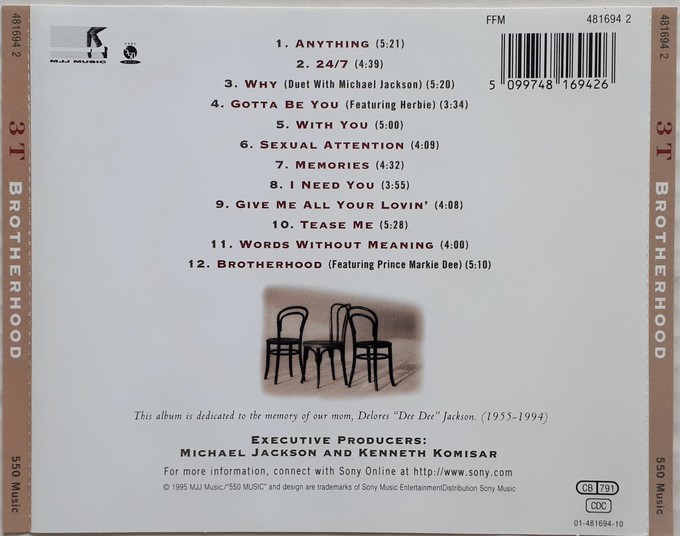 481694 2
3T
BROTHERHOOD
550 Music
MJJ MUSIC
FFM 481694 2
5 099748 169426
1. ANYTHING (5:21)
2. 24/7 (4:39)
3. WHY (Duet With Michael Jackson) (5:20)
4. GOTTA BE YOU (Featuring Herbie) (3:34)
5. WITH YOU (5:00)
6. SEXUAL ATTENTION (4:09)
7. MEMORIES (4:32)
8. I NEED YOU (3:55)
9. GIVE ME ALL YOUR LOVIN' (4:08)
10. TEASE ME (5:28)
11. WORDS WITHOUT MEANING (4:00)
12. BROTHERHOOD (Featuring Prince Markie Dee) (5:10)
This album is dedicated to the memory of our mom, Delores "Dee Dee" Jackson. (1955-1994)
EXECUTIVE PRODUCERS:
MICHAEL JACKSON AND KENNETH KOMISAR
For more information, connect with Sony Online at http://www.sony.com
© 1995 MJJ Music/"550 MUSIC" and design are trademarks of Sony Music EntertainmentDistribution Sony Music
CB 791
CDC
01-481694-10
481694 2
3T
BROTHERHOOD
550 Music